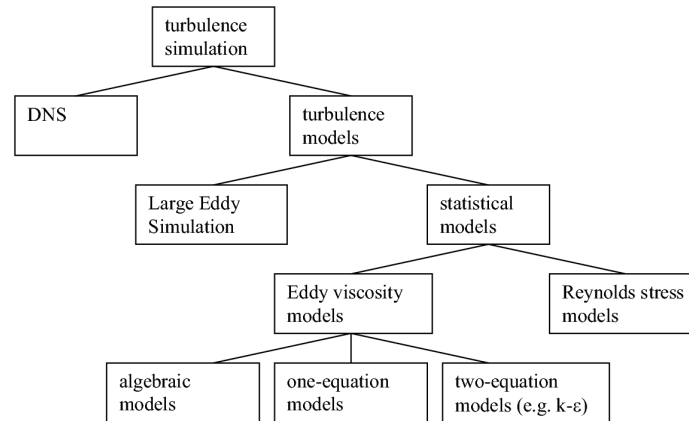 turbulence
simulation
DNS
turbulence
models
Large Eddy
Simulation
statistical
models
Eddy viscosity
models
Reynolds stress
models
algebraic
models
one-equation
models
two-equation
models (e.g. k-ε)